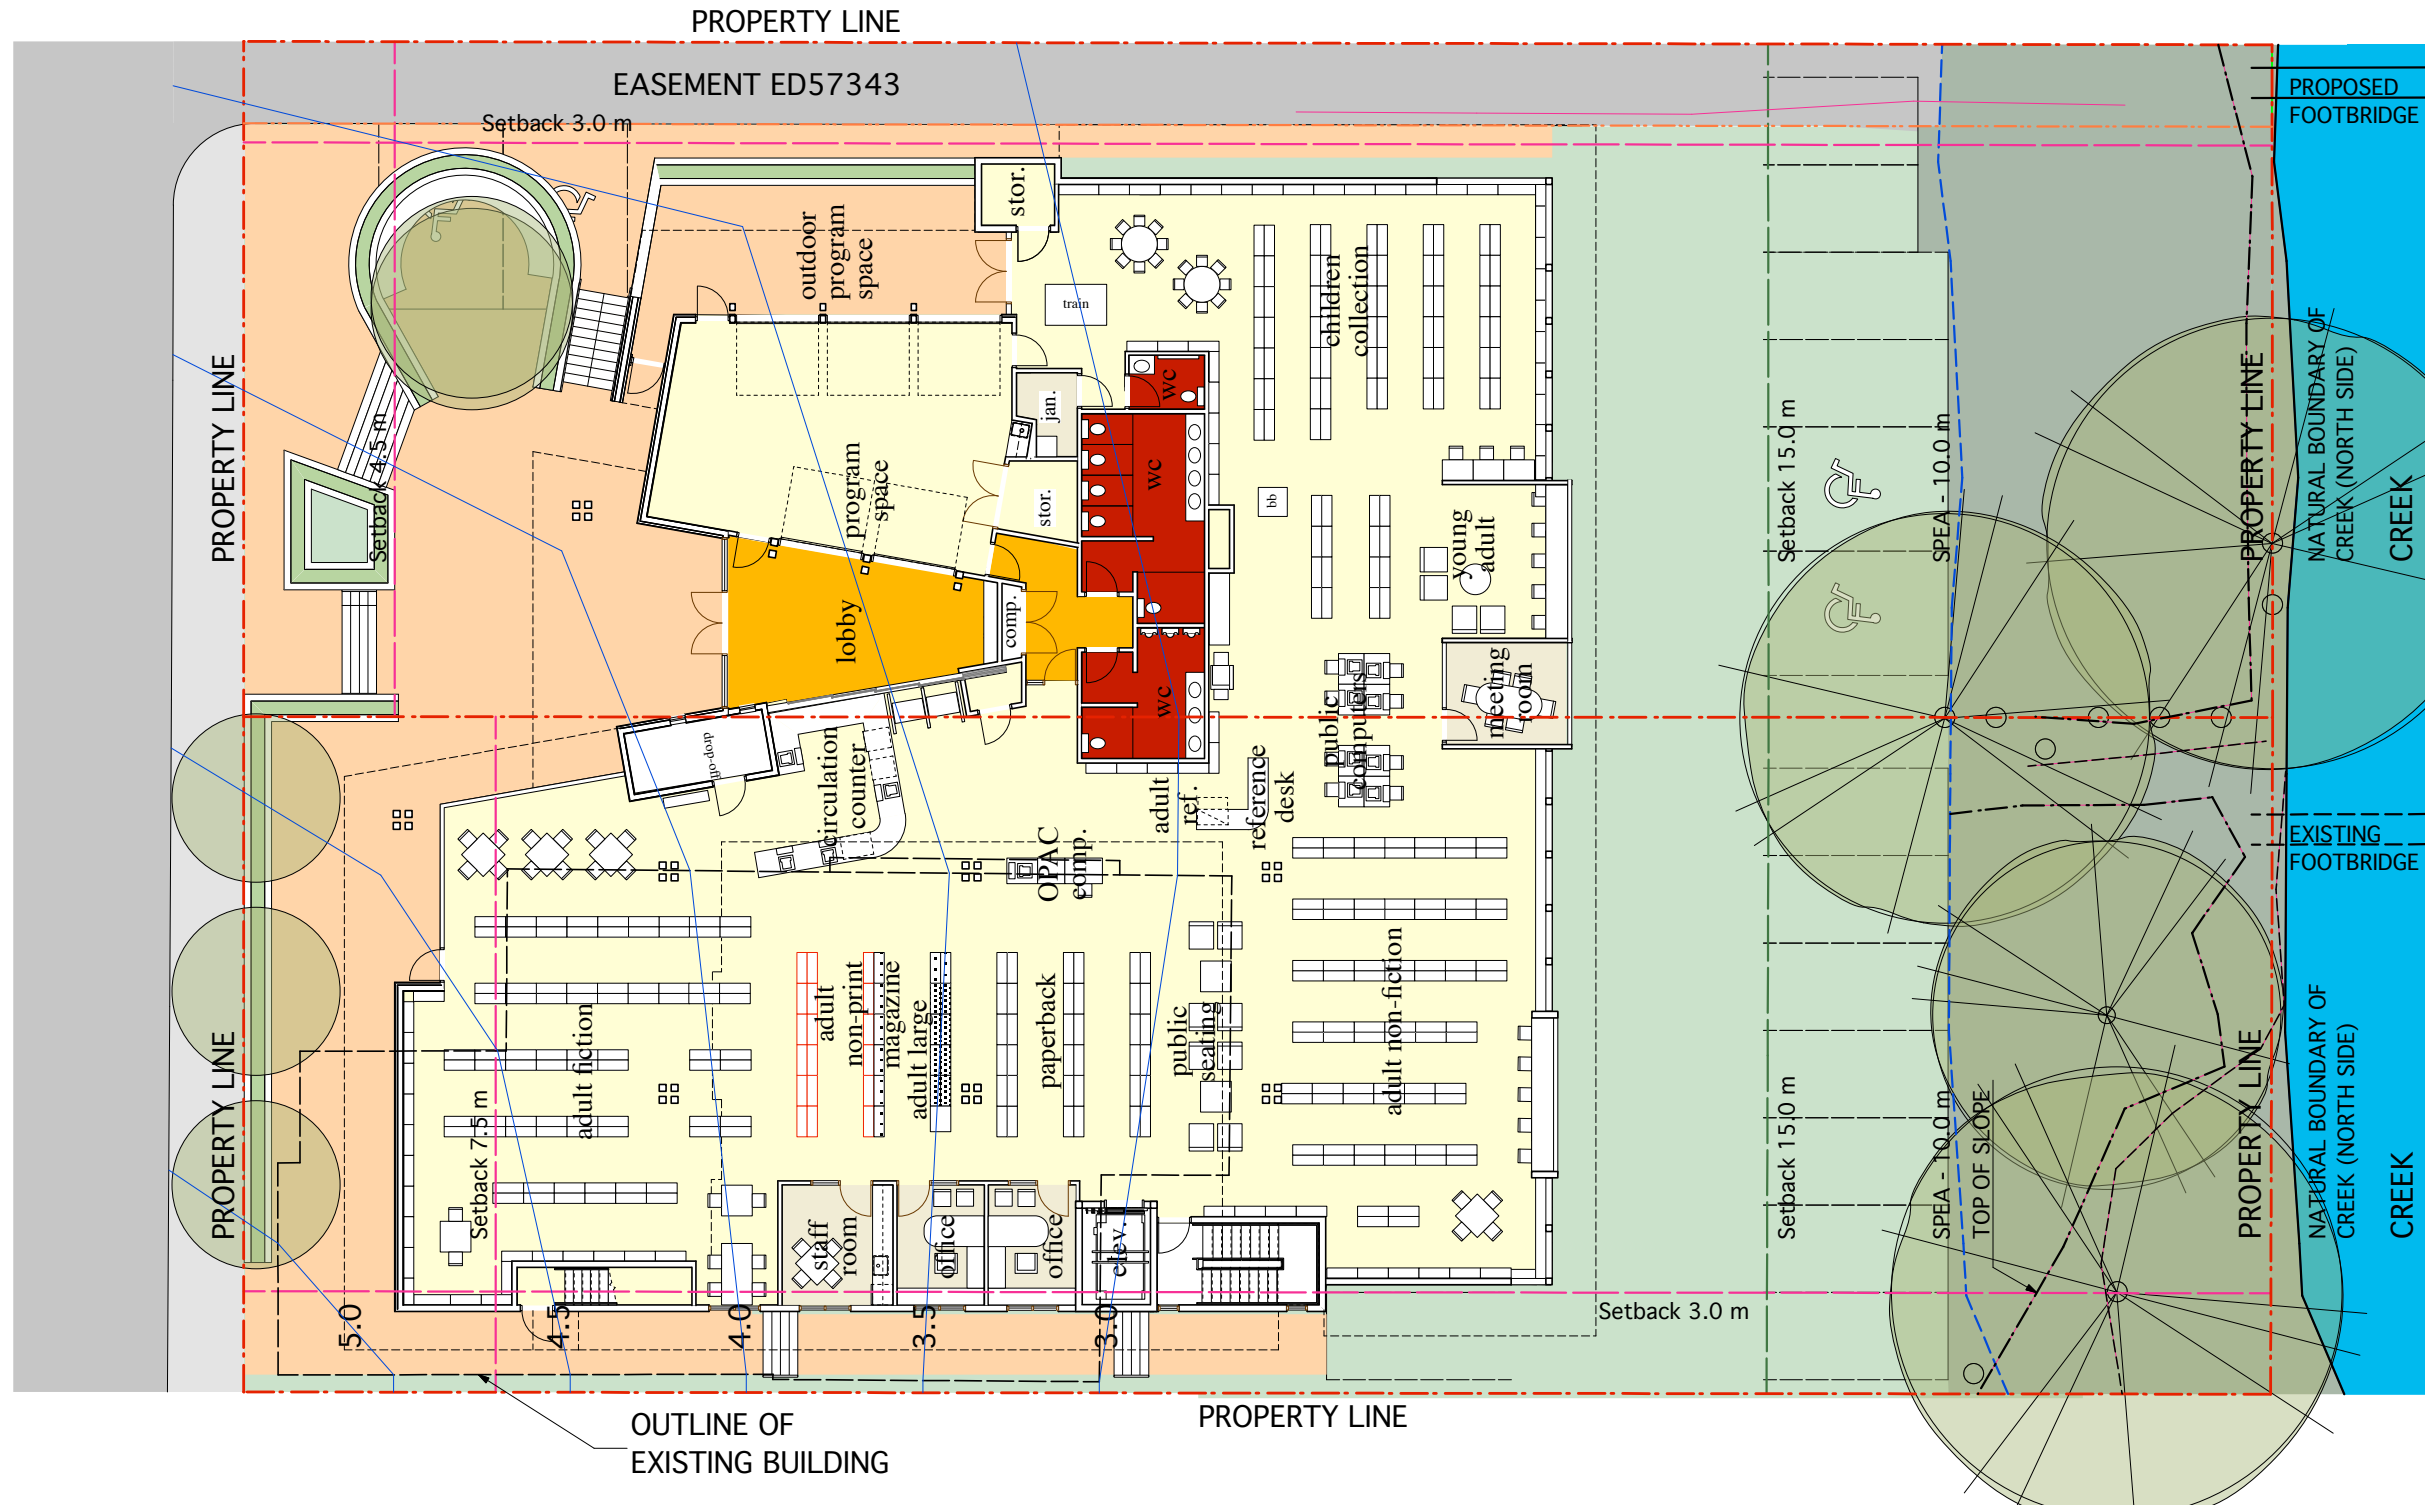 PROPERTY LINE
EASEMENT ED57343
Setback 3.0 m
PROPOSED
FOOTBRIDGE
stor.
outdoor
program
space
train
children
collection
PROPERTY LINE
Setback 4.5 m
program
space
jan.
stor.
wc
wc
wc
bb
young
adult
Setback 15.0 m
SPEA - 10.0 m
PROPERTY LINE
NATURAL BOUNDARY OF
CREEK (NORTH SIDE)
CREEK
lobby
comp.
meeting
room
public
computers
drop-off
circulation
counter
adult
ref.
reference
desk
OPAC
comp.
EXISTING
FOOTBRIDGE
adult fiction
adult
non-print
magazine
adult large
paperback
public
seating
adult non-fiction
PROPERTY LINE
Setback 7.5 m
Setback 15.0 m
SPEA - 10.0 m
TOP OF SLOPE
PROPERTY LINE
NATURAL BOUNDARY OF
CREEK (NORTH SIDE)
CREEK
staff
room
office
office
elev.
5.0
4.5
4.0
3.5
3.0
Setback 3.0 m
OUTLINE OF
EXISTING BUILDING
PROPERTY LINE